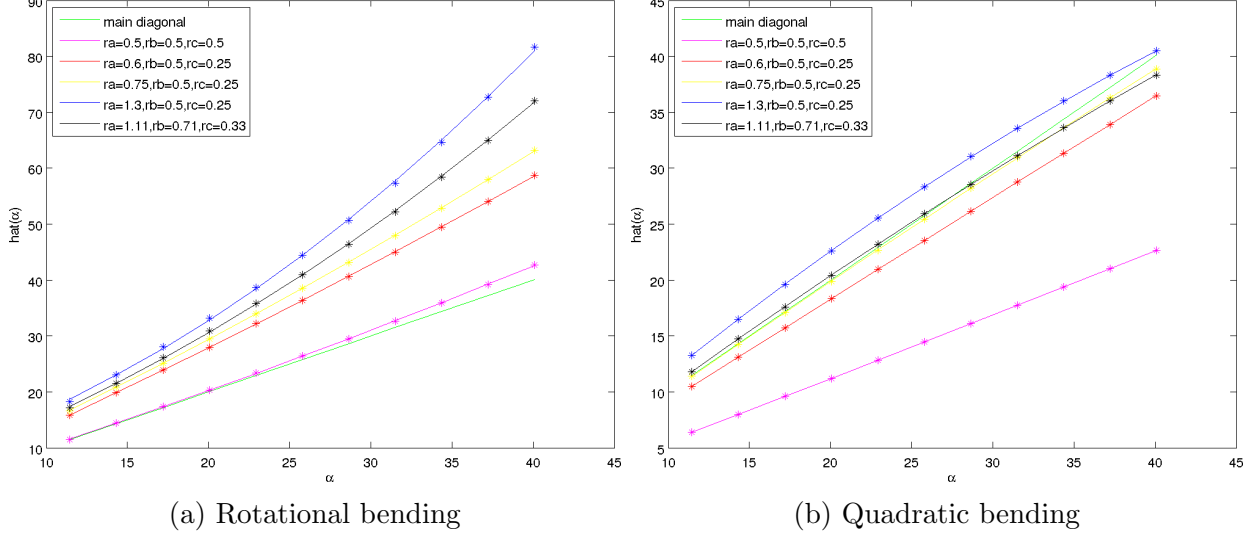 90
80
70
60
50
40
30
20
10
hat(α)
main diagonal
ra=0.5,rb=0.5,rc=0.5
ra=0.6,rb=0.5,rc=0.25
ra=0.75,rb=0.5,rc=0.25
ra=1.3,rb=0.5,rc=0.25
ra=1.11,rb=0.71,rc=0.33
10 15 20 25 30 35 40 45
α
(a) Rotational bending
45
40
35
30
25
20
15
10
5
hat(α)
main diagonal
ra=0.5,rb=0.5,rc=0.5
ra=0.6,rb=0.5,rc=0.25
ra=0.75,rb=0.5,rc=0.25
ra=1.3,rb=0.5,rc=0.25
ra=1.11,rb=0.71,rc=0.33
10 15 20 25 30 35 40 45
α
(b) Quadratic bending